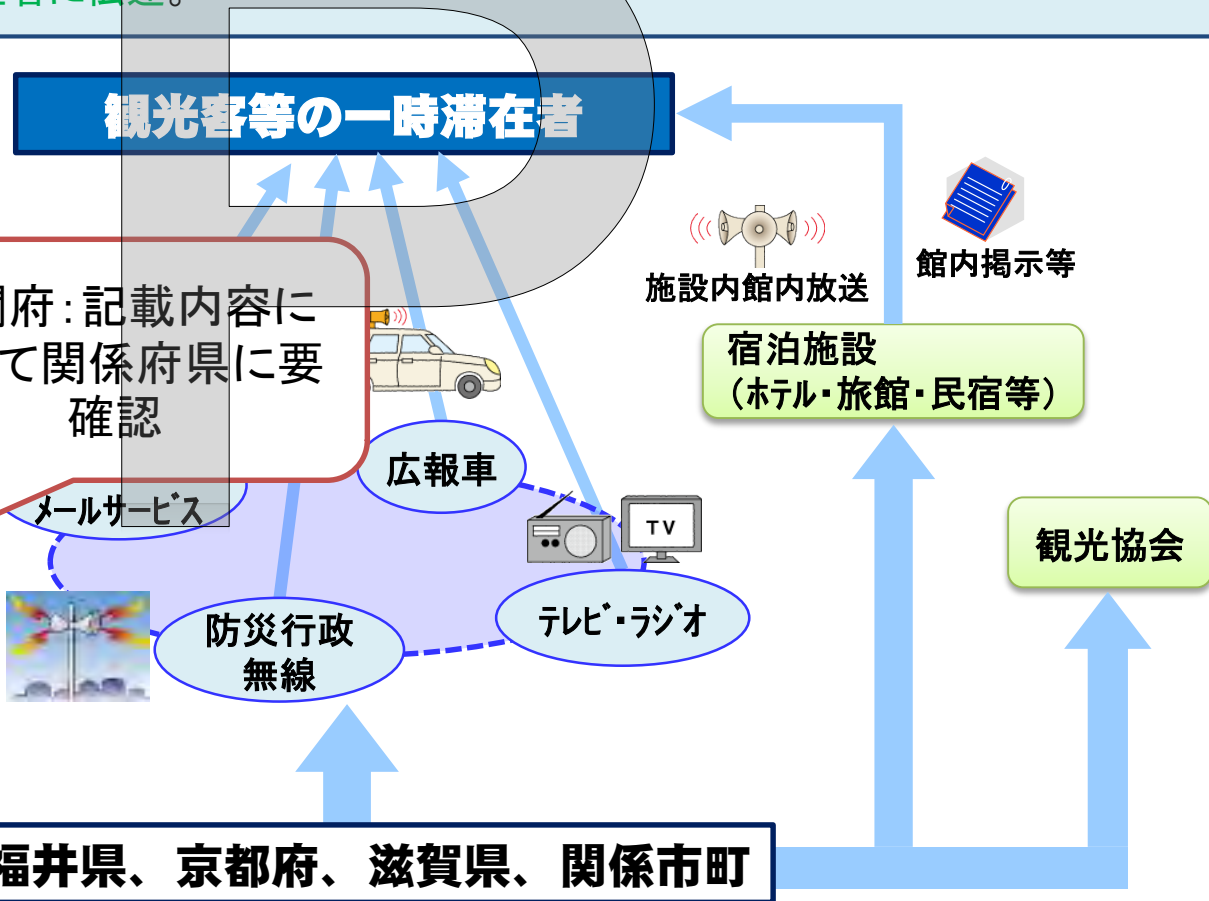 に伝達。
観光客等の一時滞在者
館内掲示等
施設内館内放送
府：記載内容に
て関係府県に要
確認
宿泊施設
（ホテル・旅館・民宿等）
広報車
メールサービス
TV
観光協会
テレビ・ラジオ
防災行政
無線
福井県、京都府、滋賀県、関係市町